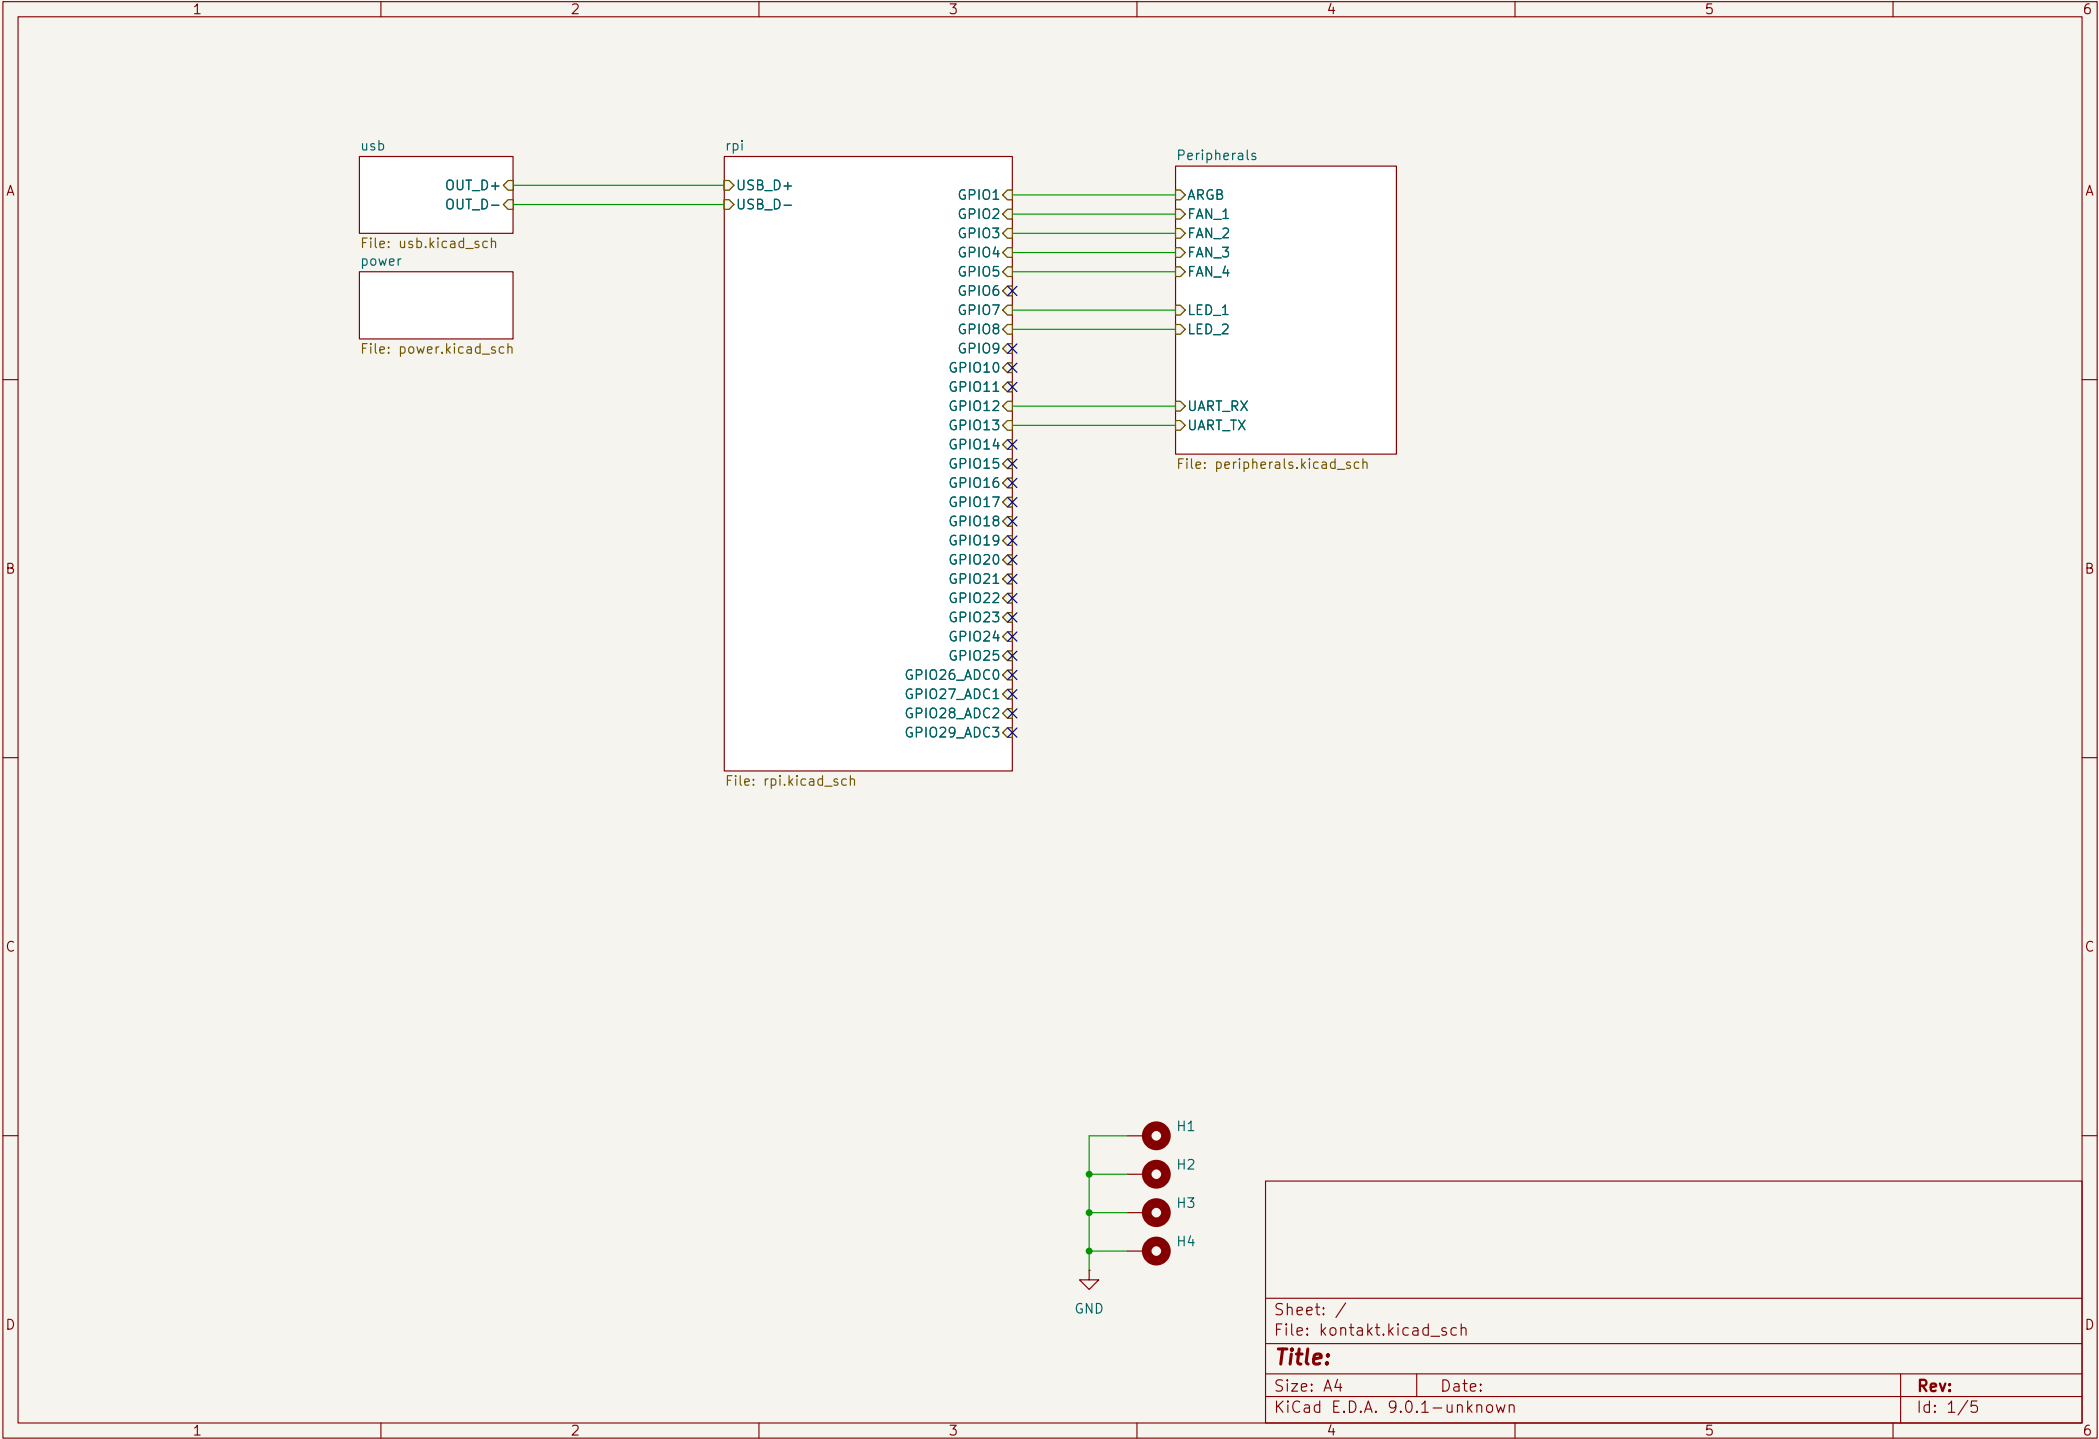 1 2 3 4 5 6
A A
B B
C C
D D
usb
OUT_D+
OUT_D-
File: usb.kicad_sch
power
File: power.kicad_sch
rpi
USB_D+
USB_D-
GPIO1
GPIO2
GPIO3
GPIO4
GPIO5
GPIO6
GPIO7
GPIO8
GPIO9
GPIO10
GPIO11
GPIO12
GPIO13
GPIO14
GPIO15
GPIO16
GPIO17
GPIO18
GPIO19
GPIO20
GPIO21
GPIO22
GPIO23
GPIO24
GPIO25
GPIO26_ADC0
GPIO27_ADC1
GPIO28_ADC2
GPIO29_ADC3
File: rpi.kicad_sch
Peripherals
ARGB
FAN_1
FAN_2
FAN_3
FAN_4
LED_1
LED_2
UART_RX
UART_TX
File: peripherals.kicad_sch
H1
H2
H3
H4
GND
Sheet: /
File: kontakt.kicad_sch
Title:
Size: A4 Date: Rev:
KiCad E.D.A. 9.0.1-unknown Id: 1/5
1 2 3 4 5 6